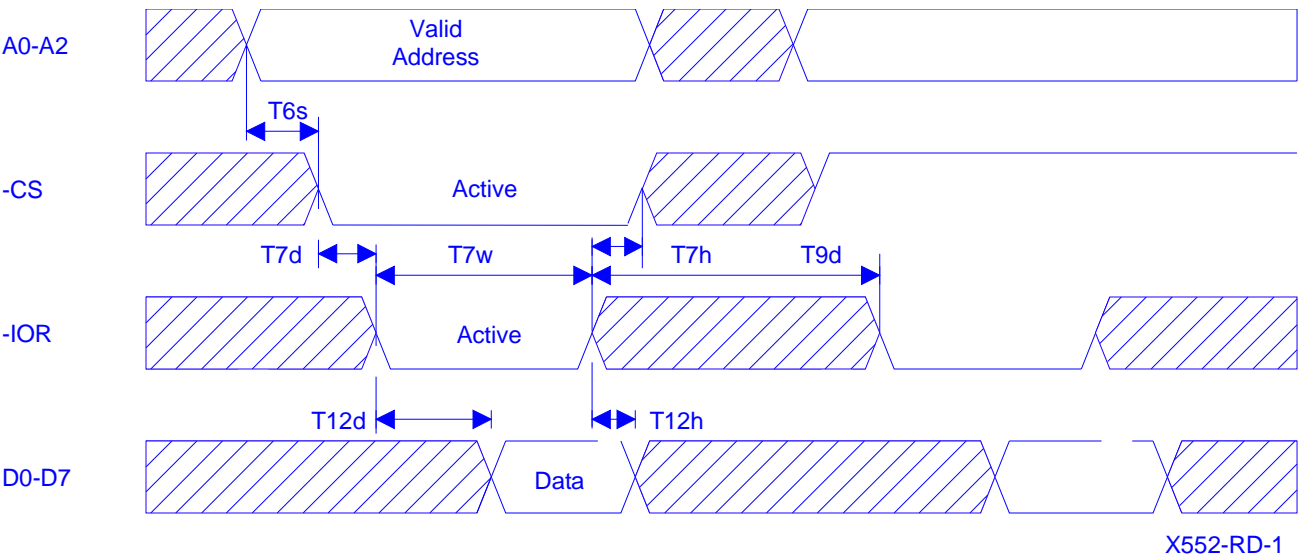 A0-A2
Valid
Address
T6s
-CS
Active
T7d
T7w
T7h
T9d
-IOR
Active
T12d
T12h
D0-D7
Data
X552-RD-1